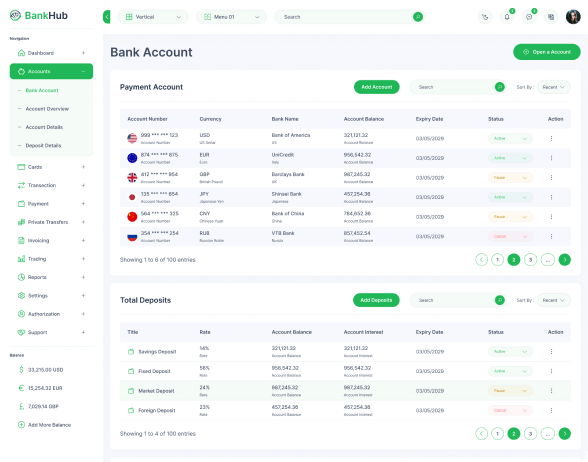 BankHub
Vertical
Menu 01
Search
2
6
Navigation
Dashboard +
Accounts −
Bank Account
Account Overview
Account Details
Deposit Details
Cards +
Transaction +
Payment +
Private Transfers +
Invoicing +
Trading +
Reports +
Settings +
Authorization +
Support +
Balance
$ 33,215.00 USD
€ 15,254.32 EUR
£ 7,029.14 GBP
Add More Balance
Bank Account
Open a Account
Payment Account
Add Account
Search
Sort By : Recent
Account Number Currency Bank Name Account Balance Expiry Date Status Action
998 *** *** 123 USD Bank of America 321,121.32 03/05/2029 Active
Account Number US Dollar US Account Balance
874 *** *** 875 EUR UniCredit 956,542.32 03/05/2029 Active
Account Number Euro Italy Account Balance
412 *** *** 954 GBP Barclays Bank 987,245.32 03/05/2029 Pause
Account Number British Pound UK Account Balance
135 *** *** 854 JPY Shinsei Bank 457,254.36 03/05/2029 Active
Account Number Japanese Yen Japanese Account Balance
564 *** *** 325 CNY Bank of China 784,652.36 03/05/2029 Pause
Account Number Chinese Yuan China Account Balance
354 *** *** 254 RUB VTB Bank 857,452.54 03/05/2029 Cancel
Account Number Russian Ruble Russia Account Balance
Showing 1 to 6 of 100 entries
1 2 3 ...
Total Deposits
Add Deposits
Search
Sort By : Recent
Title Rate Account Balance Account Interest Expiry Date Status Action
Savings Deposit 14% 321,121.32 321,121.32 03/05/2029 Active
Rate Account Balance Account Interest
Fixed Deposit 56% 956,542.32 956,542.32 03/05/2029 Active
Rate Account Balance Account Interest
Market Deposit 24% 987,245.32 987,245.32 03/05/2029 Pause
Rate Account Balance Account Interest
Foreign Deposit 23% 457,254.36 457,254.36 03/05/2029 Cancel
Rate Account Balance Account Interest
Showing 1 to 4 of 100 entries
1 2 3 ...